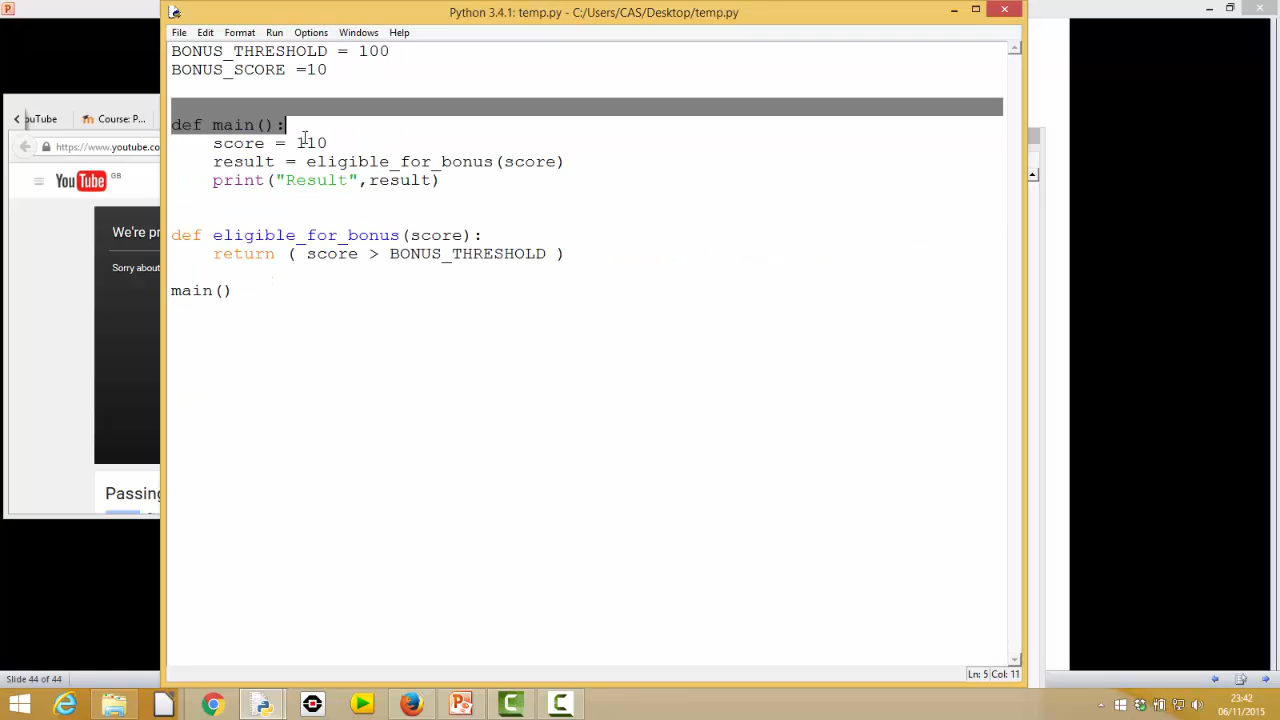 Python 3.4.1: temp.py - C:/Users/CAS/Desktop/temp.py
File Edit Format Run Options Windows Help
BONUS_THRESHOLD = 100
BONUS_SCORE =10
def main():
score = 110
result = eligible_for_bonus(score)
print("Result",result)
def eligible_for_bonus(score):
return ( score > BONUS_THRESHOLD )
main()
Ln: 5 Col: 11
ouTube Course: P...
https://www.youtube.co
YouTube GB
We're pr
Sorry about
Passing
Slide 44 of 44
23:42
06/11/2015